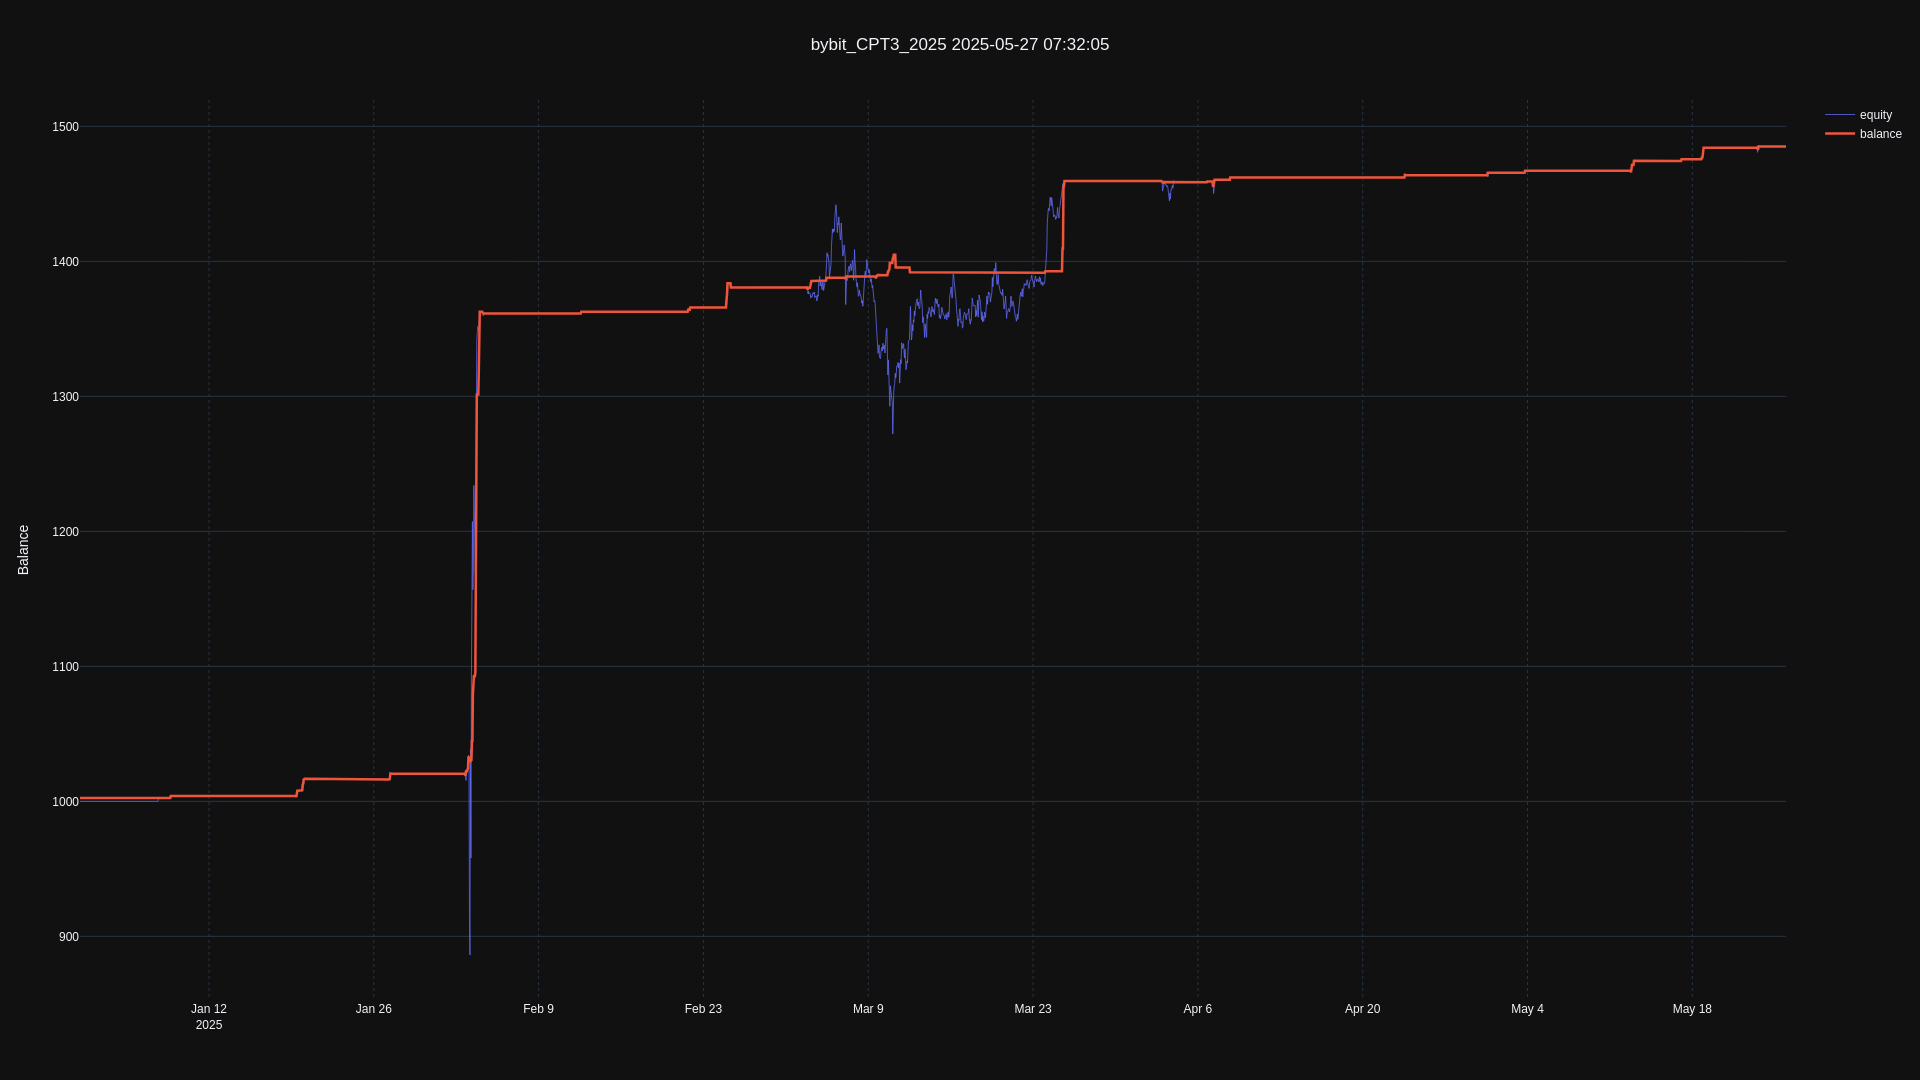 bybit_CPT3_2025 2025-05-27 07:32:05
equity
balance
1500
1400
1300
1200
1100
1000
900
Balance
Jan 12
2025
Jan 26
Feb 9
Feb 23
Mar 9
Mar 23
Apr 6
Apr 20
May 4
May 18